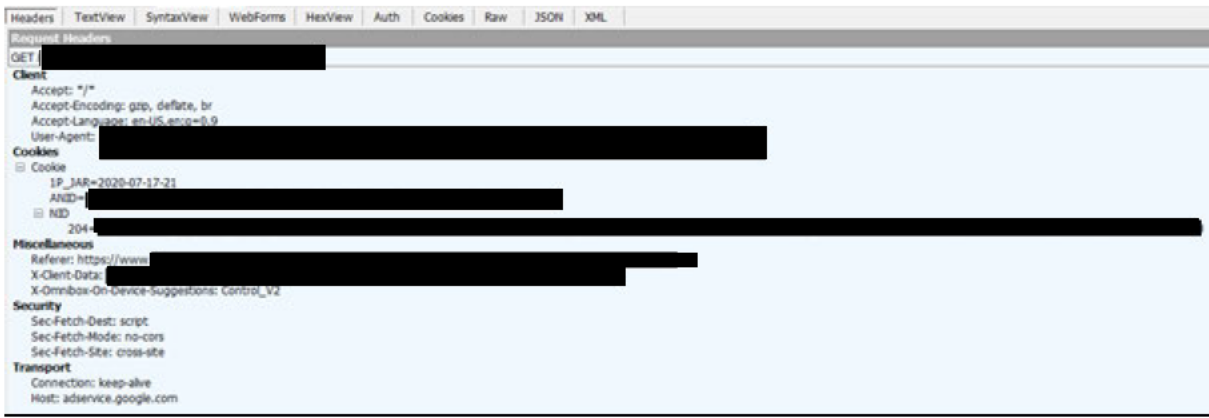 Headers TextView SyntaxView WebForms HexView Auth Cookies Raw JSON XML
Request Headers
GET
Client
Accept: */*
Accept-Encoding: gzip, deflate, br
Accept-Language: en-US,en;q=0.9
User-Agent:
Cookies
Cookie
1P_JAR=2020-07-17-21
ANID=
NID
204=
Miscellaneous
Referer: https://www.
X-Client-Data:
X-Omnibox-On-Device-Suggestions: Control_V2
Security
Sec-Fetch-Dest: script
Sec-Fetch-Mode: no-cors
Sec-Fetch-Site: cross-site
Transport
Connection: keep-alive
Host: adservice.google.com